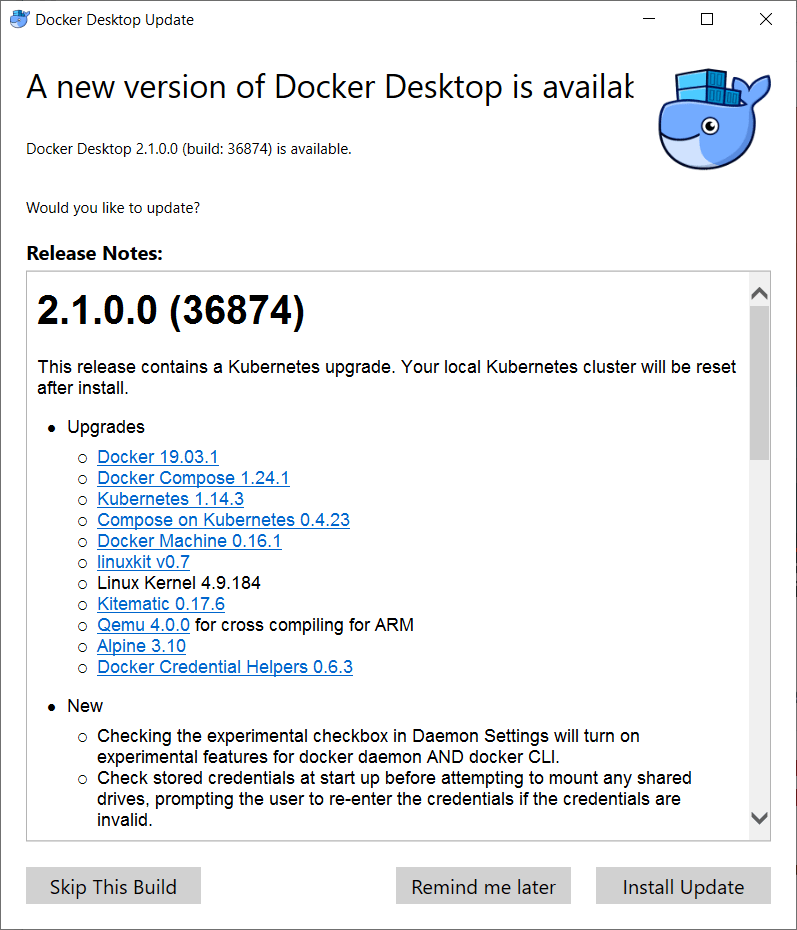 Docker Desktop Update
A new version of Docker Desktop is availab
Docker Desktop 2.1.0.0 (build: 36874) is available.
Would you like to update?
Release Notes:
2.1.0.0 (36874)
This release contains a Kubernetes upgrade. Your local Kubernetes cluster will be reset
after install.
• Upgrades
○ Docker 19.03.1
○ Docker Compose 1.24.1
○ Kubernetes 1.14.3
○ Compose on Kubernetes 0.4.23
○ Docker Machine 0.16.1
○ linuxkit v0.7
○ Linux Kernel 4.9.184
○ Kitematic 0.17.6
○ Qemu 4.0.0 for cross compiling for ARM
○ Alpine 3.10
○ Docker Credential Helpers 0.6.3
• New
○ Checking the experimental checkbox in Daemon Settings will turn on
experimental features for docker daemon AND docker CLI.
○ Check stored credentials at start up before attempting to mount any shared
drives, prompting the user to re-enter the credentials if the credentials are
invalid.
Skip This Build
Remind me later
Install Update